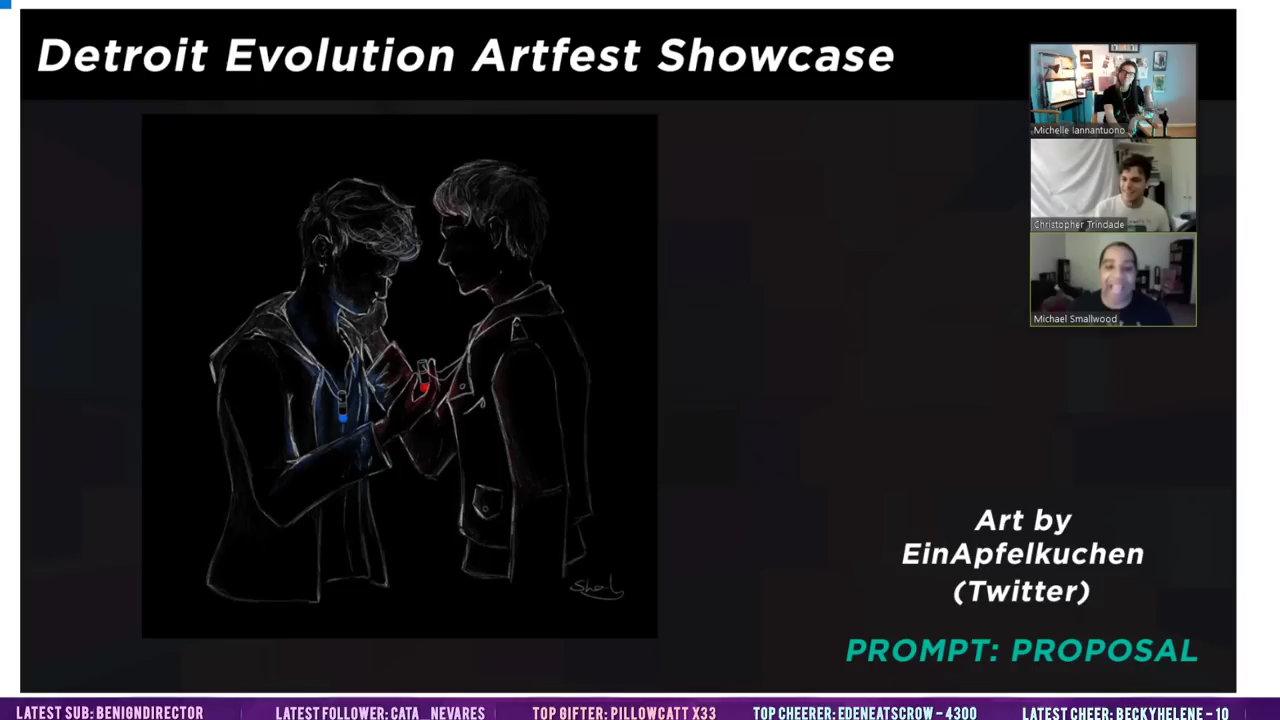 Detroit Evolution Artfest Showcase
Michelle Iannantuono
Christopher Trindade
Michael Smallwood
Art by
EinApfelkuchen
(Twitter)
PROMPT: PROPOSAL
LATEST SUB: BENIGNDIRECTOR
LATEST FOLLOWER: CATA_NEVARES
TOP GIFTER: PILLOWCATT X33
TOP CHEERER: EDENEATSCROW - 4300
LATEST CHEER: BECKYHELENE - 10